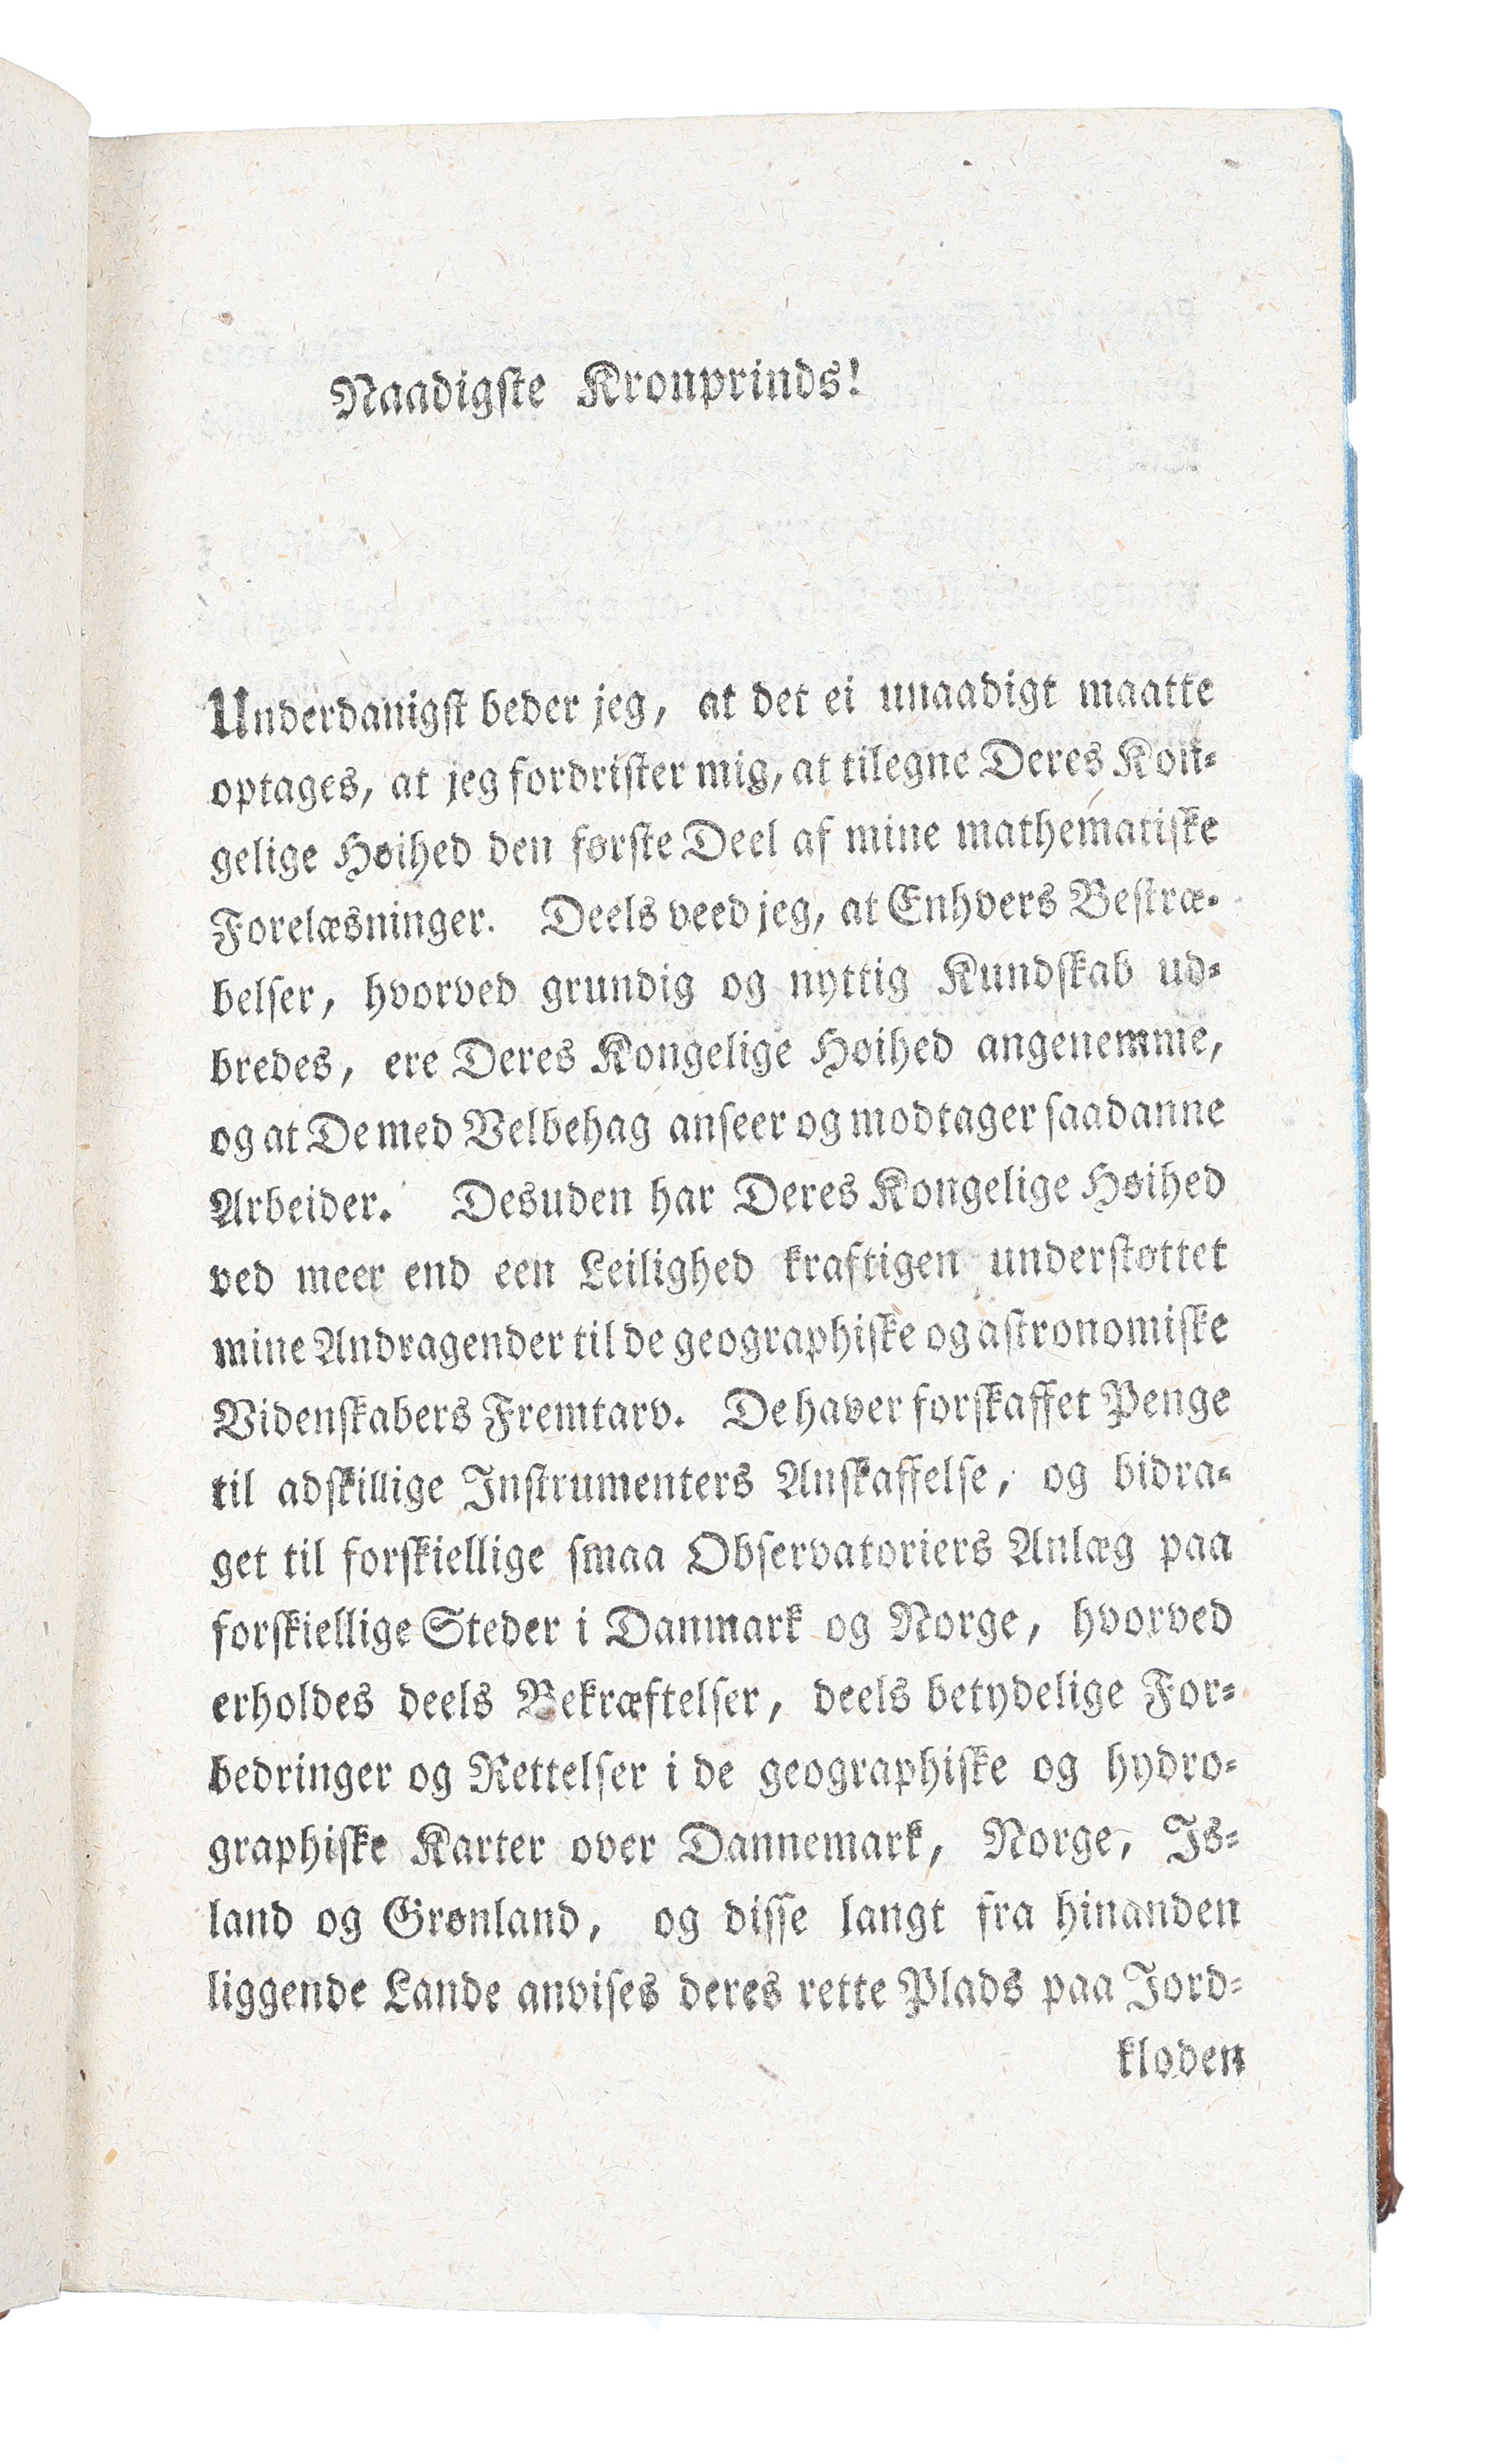 Naadigste Kronprinds!
Underdanigst beder jeg, at det ei unaadigt maatte
optages, at jeg fordrister mig, at tilegne Deres Kon-
gelige Høihed den første Deel af mine mathematiske
Forelæsninger. Deels veed jeg, at Enhvers Bestræ-
belser, hvorved grundig og nyttig Kundskab ud-
bredes, ere Deres Kongelige Høihed angenemme,
og at De med Velbehag anseer og modtager saadanne
Arbeider. Desuden har Deres Kongelige Høihed
ved meer end een Leilighed kraftigen understøttet
mine Andragender til de geographiske og astronomiske
Videnskabers Fremtarv. De haver forskaffet Penge
til adskillige Instrumenters Anskaffelse, og bidra-
get til forskiellige smaa Observatoriers Anlæg paa
forskiellige Steder i Danmark og Norge, hvorved
erholdes deels Bekræftelser, deels betydelige For-
bedringer og Rettelser i de geographiske og hydro-
graphiske Karter over Dannemark, Norge, Is-
land og Grønland, og disse langt fra hinanden
liggende Lande anvises deres rette Plads paa Jord-
kloden